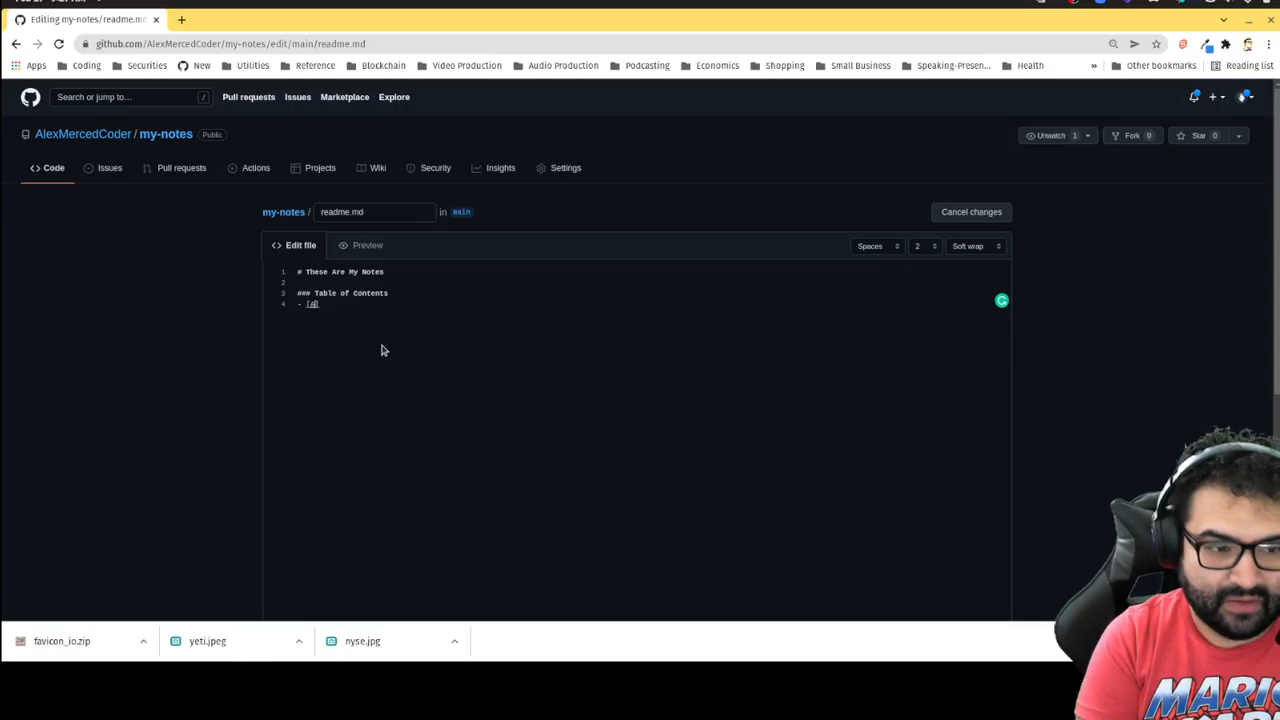 Editing my-notes/readme.md
github.com/AlexMercedCoder/my-notes/edit/main/readme.md
Apps Coding Securities New Utilities Reference Blockchain Video Production Audio Production Podcasting Economics Shopping Small Business Speaking-Presen... Health » Other bookmarks Reading list
Search or jump to... / Pull requests Issues Marketplace Explore
AlexMercedCoder / my-notes Public Unwatch 1 Fork 0 Star 0
Code Issues Pull requests Actions Projects Wiki Security Insights Settings
my-notes / readme.md in main Cancel changes
Edit file Preview Spaces 2 Soft wrap
1 # These Are My Notes
2
3 ### Table of Contents
4 -
favicon_io.zip yeti.jpeg nyse.jpg
MARIO